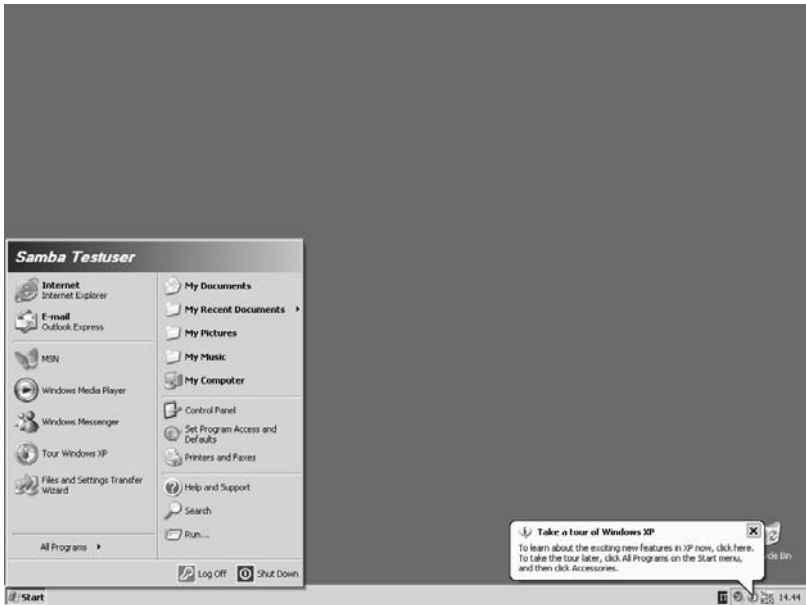 Samba Testuser
Internet
Internet Explorer
E-mail
Outlook Express
MSN
Windows Media Player
Windows Messenger
Tour Windows XP
Files and Settings Transfer
Wizard
All Programs
My Documents
My Recent Documents
My Pictures
My Music
My Computer
Control Panel
Set Program Access and
Defaults
Printers and Faxes
Help and Support
Search
Run...
Log Off
Shut Down
Take a tour of Windows XP
To learn about the exciting new features in XP now, click here.
To take the tour later, click All Programs on the Start menu,
and then click Accessories.
Bin
Start
14.44